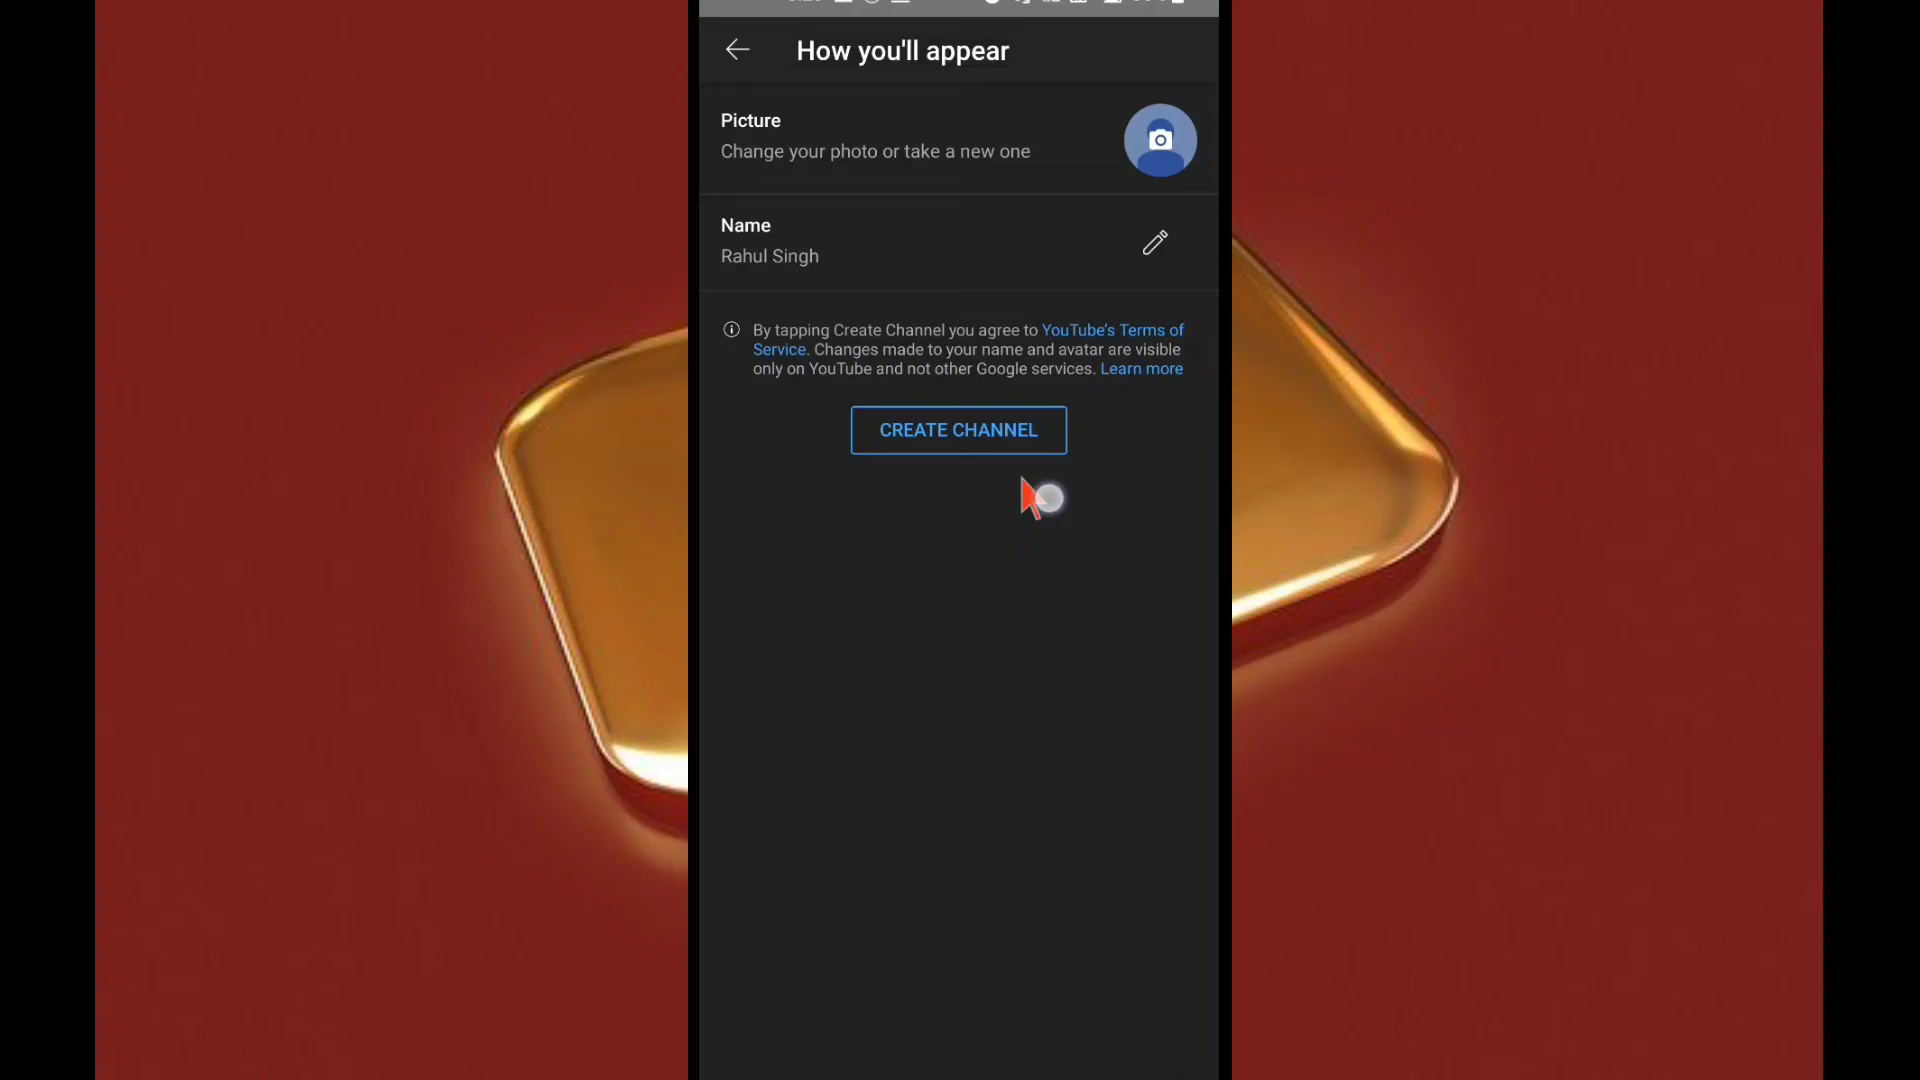 How you'll appear
Picture
Change your photo or take a new one
Name
Rahul Singh
By tapping Create Channel you agree to YouTube's Terms of
Service. Changes made to your name and avatar are visible
only on YouTube and not other Google services. Learn more
CREATE CHANNEL